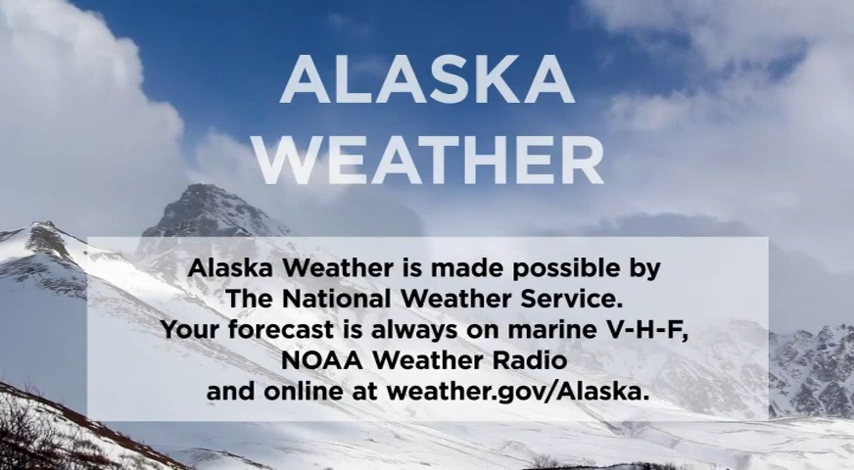 ALASKA
WEATHER
Alaska Weather is made possible by
The National Weather Service.
Your forecast is always on marine V-H-F,
NOAA Weather Radio
and online at weather.gov/Alaska.